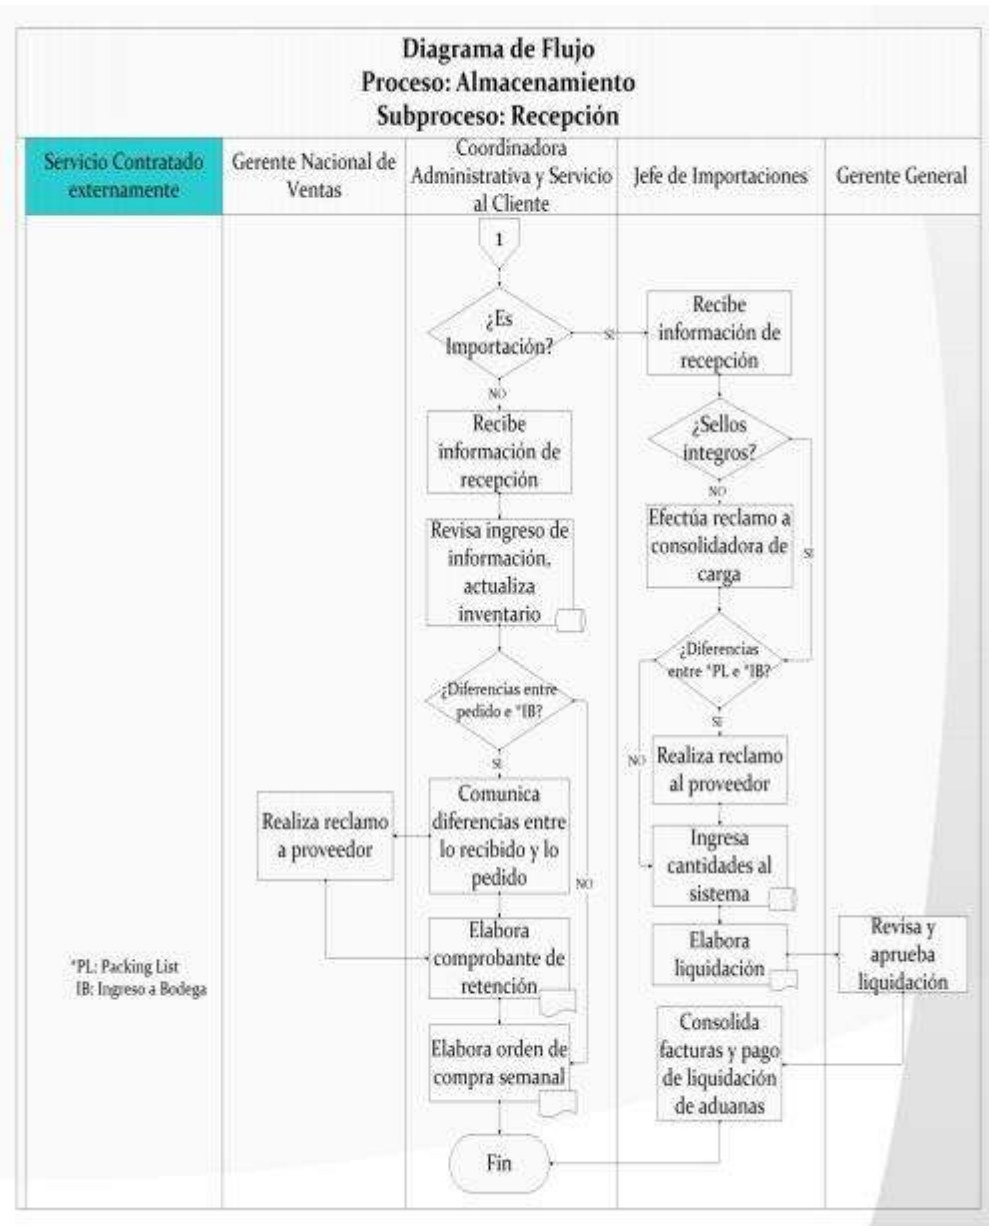 Diagrama de Flujo
Proceso: Almacenamiento
Subproceso: Recepción
Servicio Contratado
externamente
Gerente Nacional de
Ventas
Coordinadora
Administrativa y Servicio
al Cliente
Jefe de Importaciones
Gerente General
1
¿Es
Importación?
SI
Recibe
información de
recepción
NO
Recibe
información de
recepción
¿Sellos
íntegros?
NO
SI
Revisa ingreso de
información,
actualiza
inventario
Efectúa reclamo a
consolidadora de
carga
¿Diferencias entre
pedido e *IB?
¿Diferencias
entre *PL e *IB?
SI
NO
SI
NO
Realiza reclamo
al proveedor
Comunica
diferencias entre
lo recibido y lo
pedido
Realiza reclamo
a proveedor
Ingresa
cantidades al
sistema
Elabora
comprobante de
retención
Elabora
liquidación
Revisa y
aprueba
liquidación
*PL: Packing List
IB: Ingreso a Bodega
Elabora orden de
compra semanal
Consolida
facturas y pago
de liquidación
de aduanas
Fin